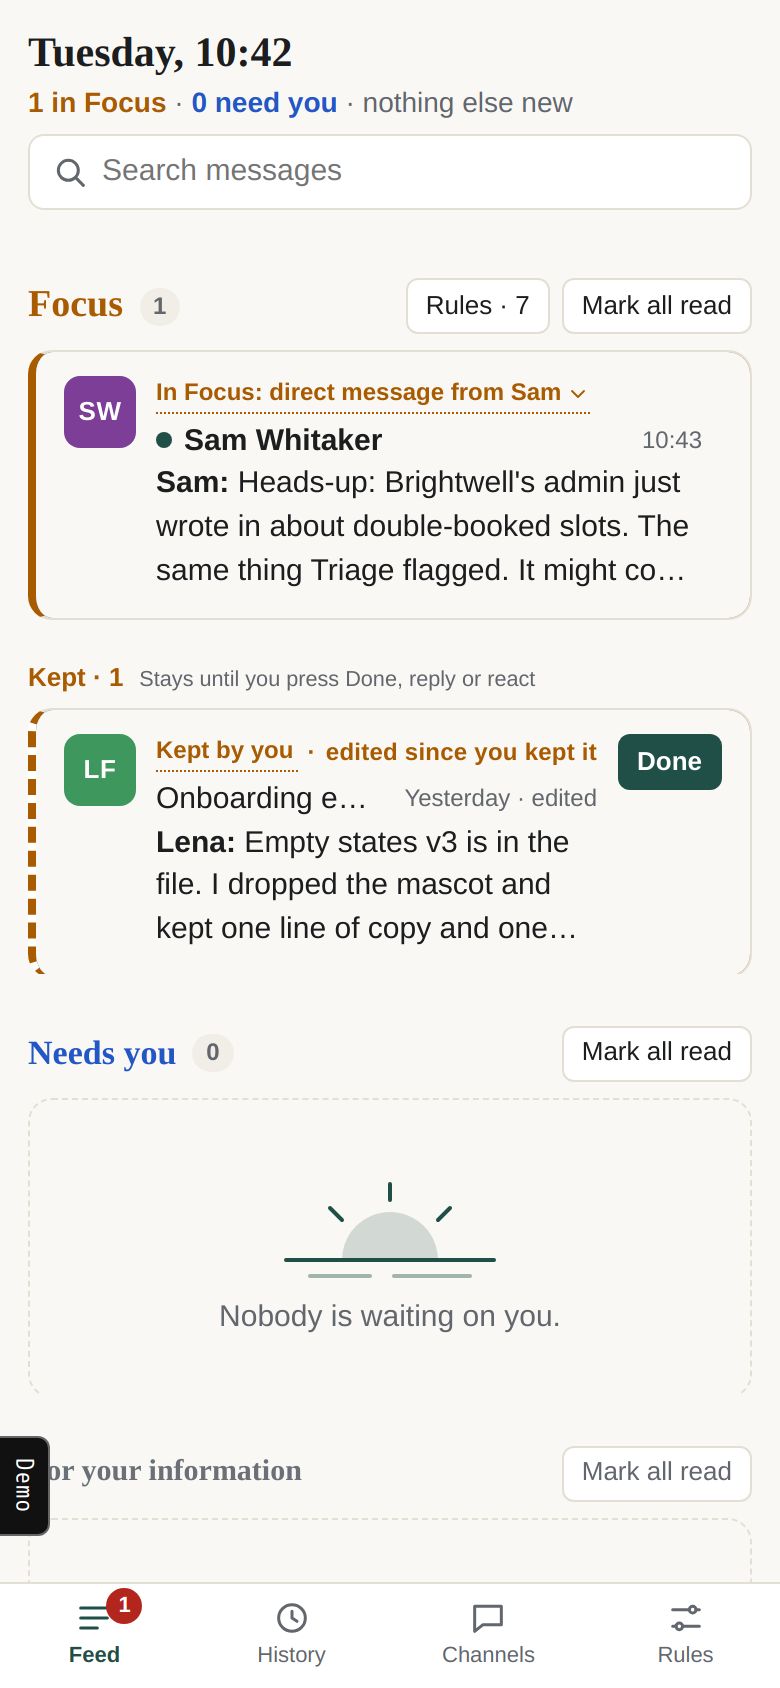 Tuesday, 10:42
1 in Focus · 0 need you · nothing else new
Search messages
Focus 1 Rules · 7 Mark all read
SW In Focus: direct message from Sam
Sam Whitaker 10:43
Sam: Heads-up: Brightwell's admin just
wrote in about double-booked slots. The
same thing Triage flagged. It might co…
Kept · 1 Stays until you press Done, reply or react
LF Kept by you · edited since you kept it Done
Onboarding e… Yesterday · edited
Lena: Empty states v3 is in the
file. I dropped the mascot and
kept one line of copy and one…
Needs you 0 Mark all read
Nobody is waiting on you.
Demo
or your information Mark all read
1
Feed History Channels Rules